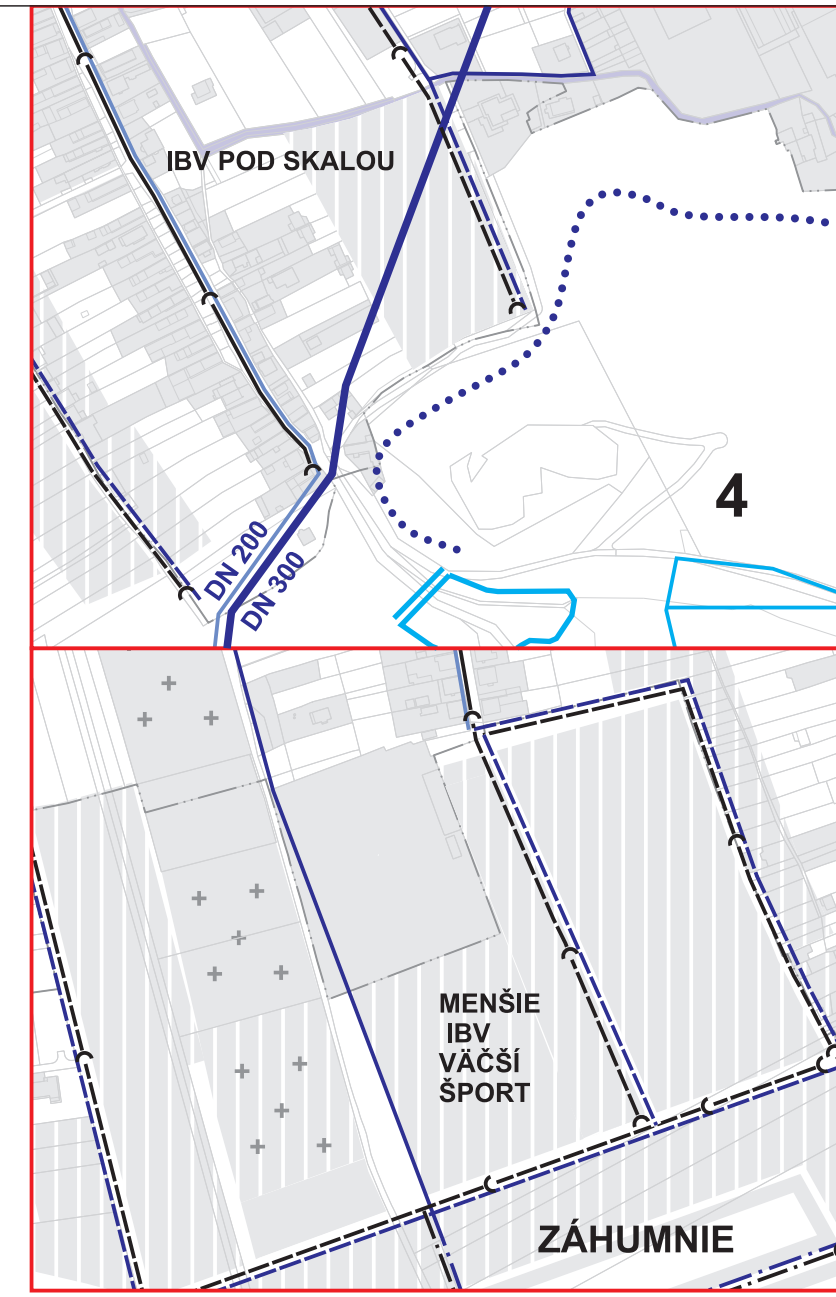 IBV POD SKALOU
4
DN 200
DN 300
MENŠIE
IBV
VÄČŠÍ
ŠPORT
ZÁHUMNIE